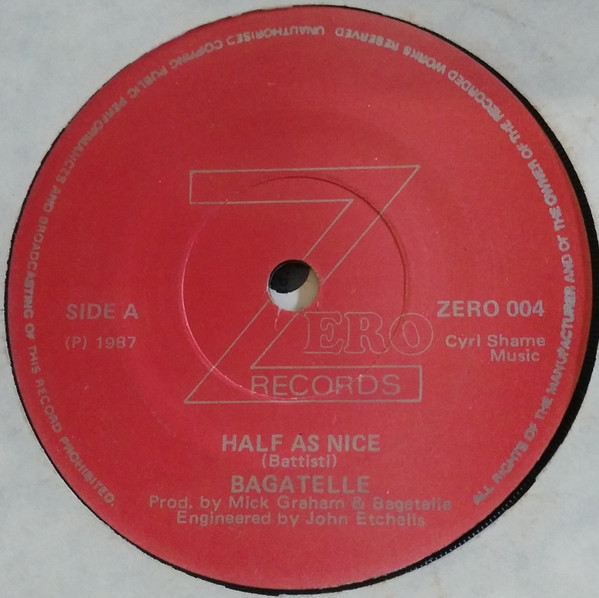 ALL RIGHTS OF THE MANUFACTURER AND OF THE OWNER OF THE RECORDED WORKS RESERVED UNAUTHORISED COPYING PUBLIC PERFORMANCES AND BROADCASTING OF THIS RECORD PROHIBITED.
ZERO
RECORDS
SIDE A
(P) 1987
ZERO 004
Cyrl Shame
Music
HALF AS NICE
(Battisti)
BAGATELLE
Prod. by Mick Graham & Bagatelle
Engineered by John Etchells